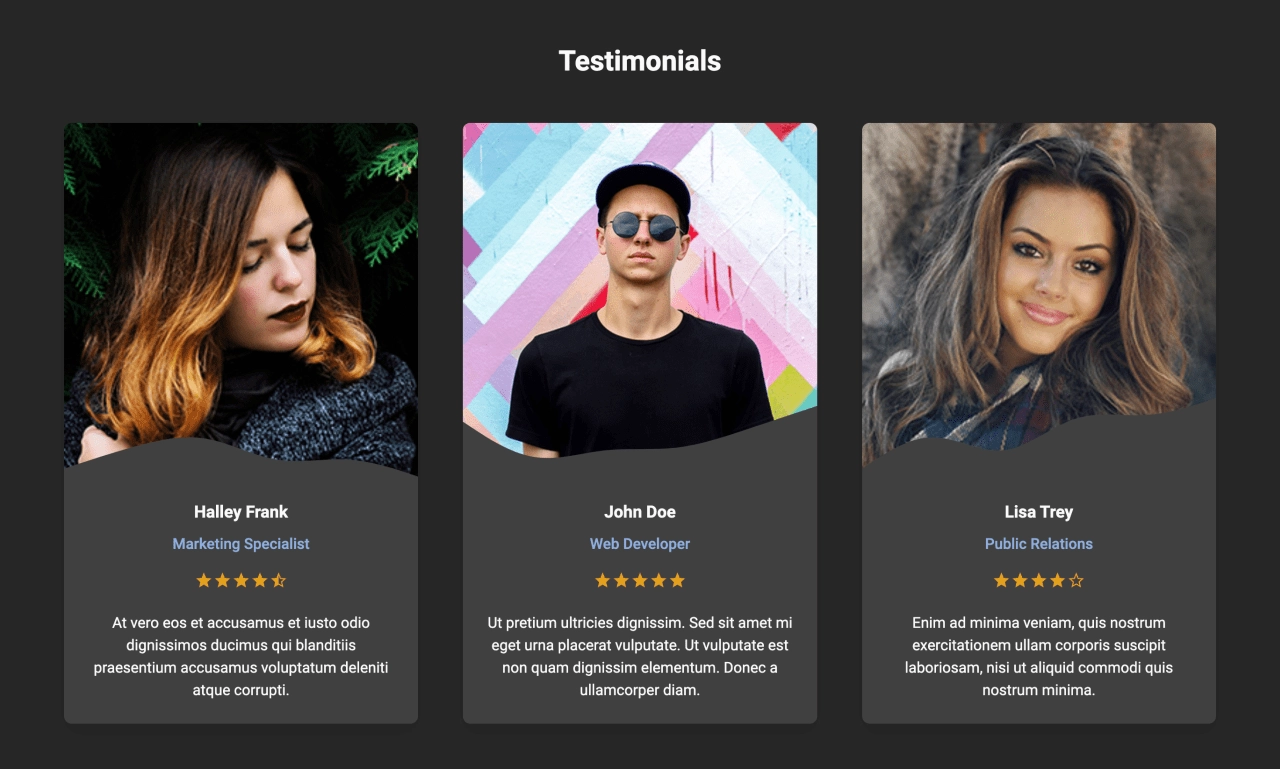 Testimonials
Halley Frank
Marketing Specialist
At vero eos et accusamus et iusto odio
dignissimos ducimus qui blanditiis
praesentium accusamus voluptatum deleniti
atque corrupti.
John Doe
Web Developer
Ut pretium ultricies dignissim. Sed sit amet mi
eget urna placerat vulputate. Ut vulputate est
non quam dignissim elementum. Donec a
ullamcorper diam.
Lisa Trey
Public Relations
Enim ad minima veniam, quis nostrum
exercitationem ullam corporis suscipit
laboriosam, nisi ut aliquid commodi quis
nostrum minima.